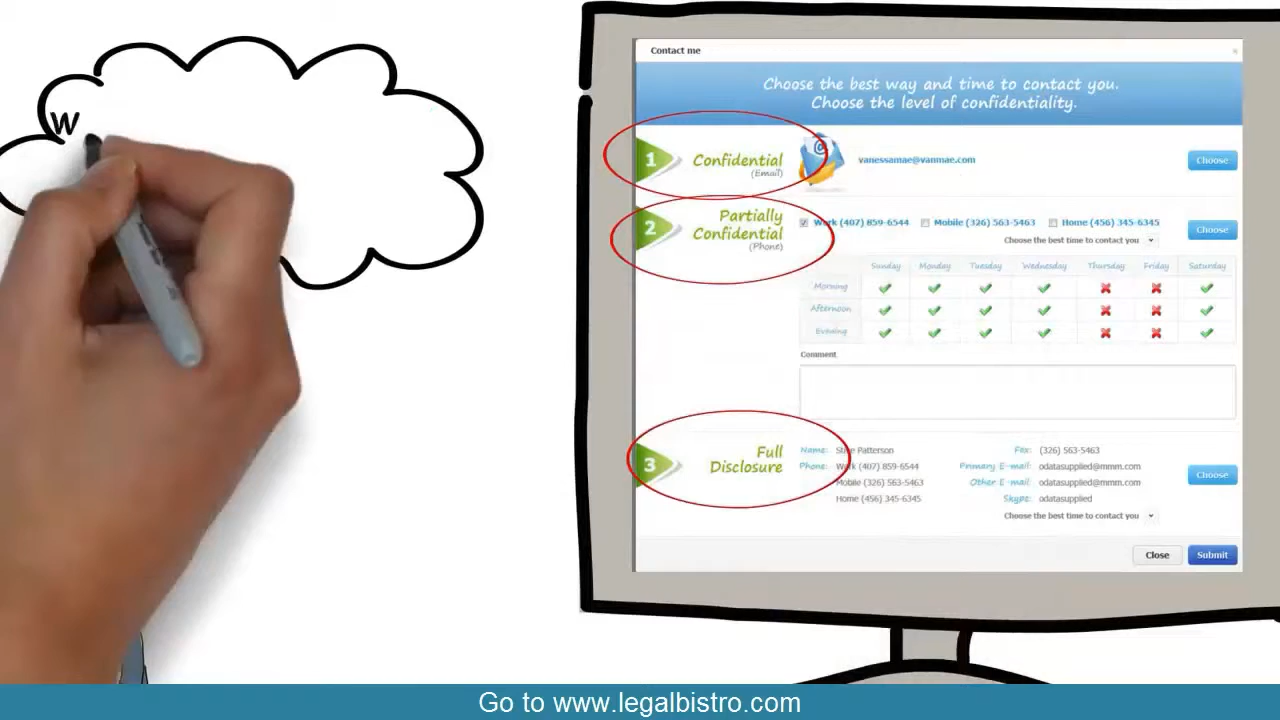 W
Contact me
Choose the best way and time to contact you.
Choose the level of confidentiality.
1
Confidential
(Email)
vanessamae@vanmae.com
Choose
2
Partially
Confidential
(Phone)
Work (407) 859-6544
Mobile (326) 563-5463
Home (456) 345-6345
Choose the best time to contact you
Choose
Sunday Monday Tuesday Wednesday Thursday Friday Saturday
Morning
Afternoon
Evening
Comment
3
Full
Disclosure
Name: Patterson
Phone: Work (407) 859-6544
Mobile (326) 563-5463
Home (456) 345-6345
Fax: (326) 563-5463
Primary E-mail: odatasupplied@mmm.com
Other E-mail: odatasupplied@mmm.com
Skype: odatasupplied
Choose the best time to contact you
Choose
Close Submit
Go to www.legalbistro.com